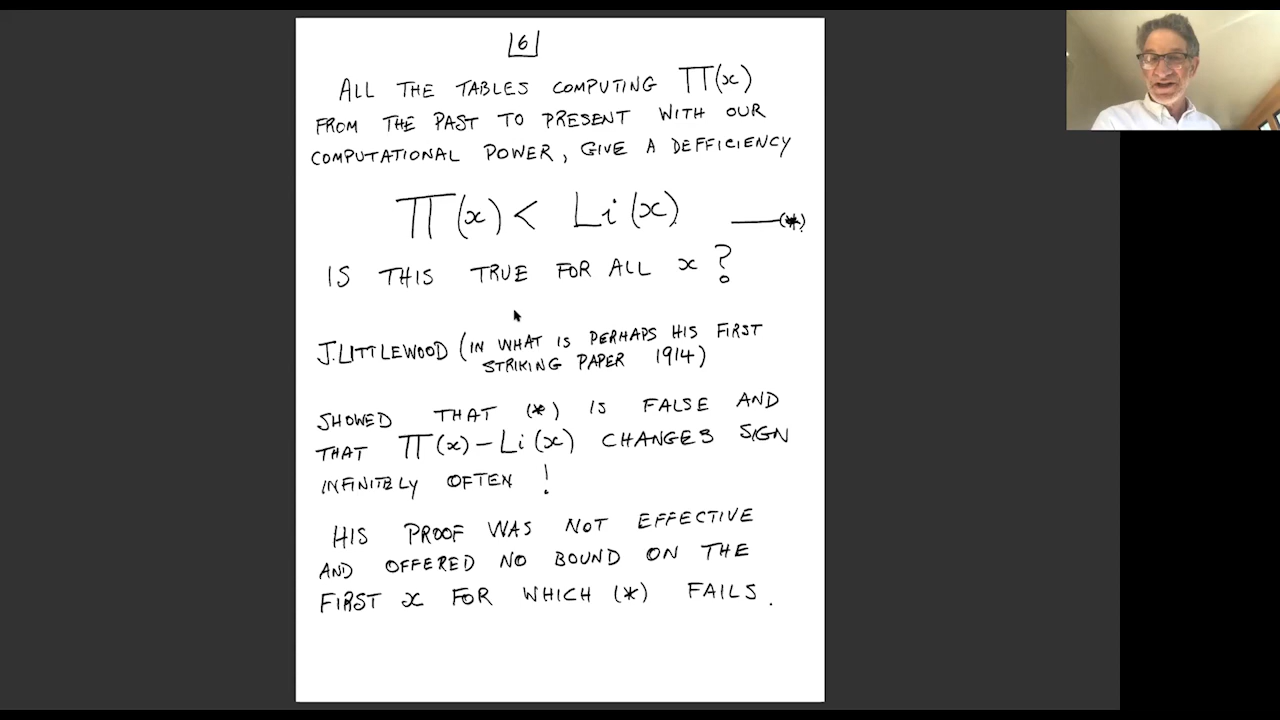 6
ALL THE TABLES COMPUTING Π(x)
FROM THE PAST TO PRESENT WITH OUR
COMPUTATIONAL POWER, GIVE A DEFFICIENCY
Π(x) < Li(x) —(*)
IS THIS TRUE FOR ALL x ?
J.LITTLEWOOD (IN WHAT IS PERHAPS HIS FIRST
STRIKING PAPER 1914)
SHOWED THAT (*) IS FALSE AND
THAT Π(x) – Li(x) CHANGES SIGN
INFINITELY OFTEN !
HIS PROOF WAS NOT EFFECTIVE
AND OFFERED NO BOUND ON THE
FIRST x FOR WHICH (*) FAILS.